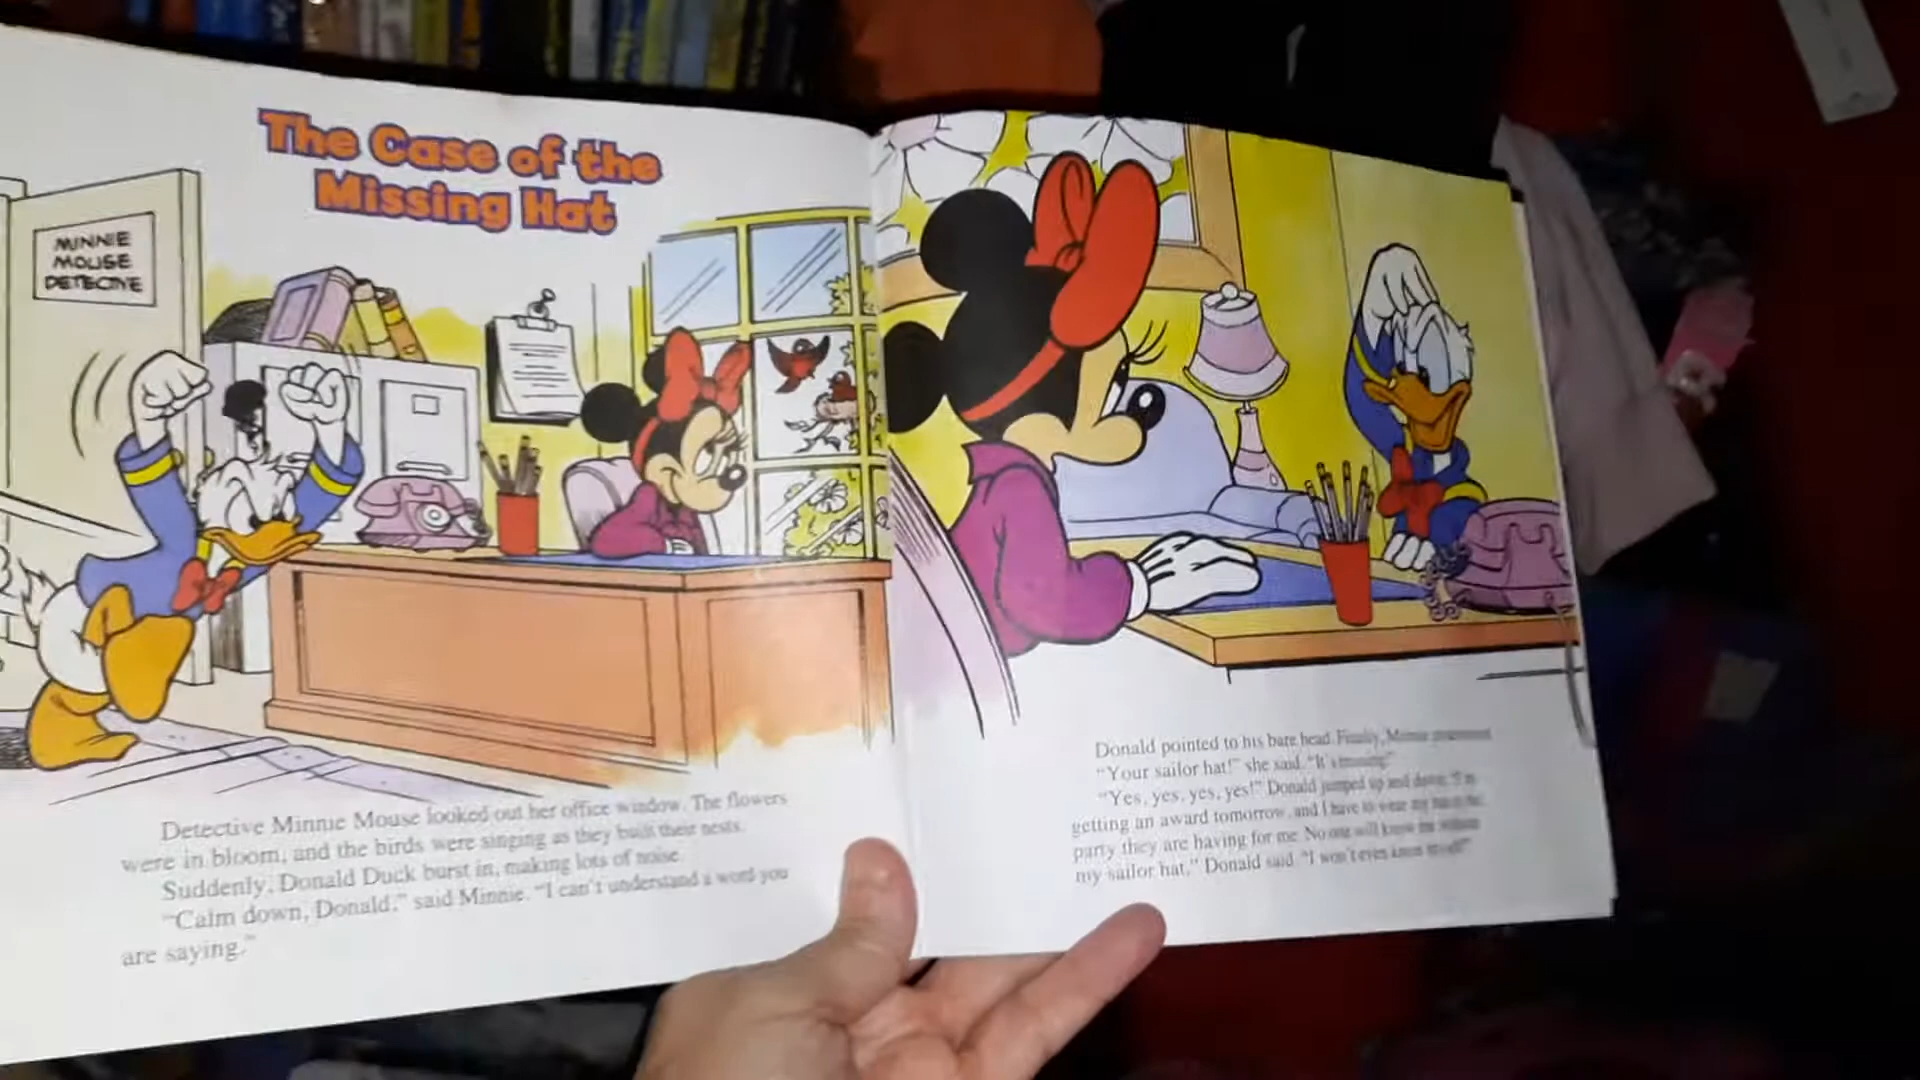 The Case of the
Missing Hat
MINNIE
MOUSE
DETECTIVE
Detective Minnie Mouse looked out her office window. The flowers
were in bloom, and the birds were singing as they built their nests.
Suddenly, Donald Duck burst in, making lots of noise.
"Calm down, Donald," said Minnie. "I can't understand a word you
are saying."
Donald pointed to his bare head. Finally, Minnie
"Your sailor hat!" she said. "It's missing!"
"Yes, yes, yes, yes!" Donald jumped up and down. "I'm
getting an award tomorrow, and I have to wear my hat to the
party they are having for me. No one will know me without
my sailor hat," Donald said. "I won't even know myself!"